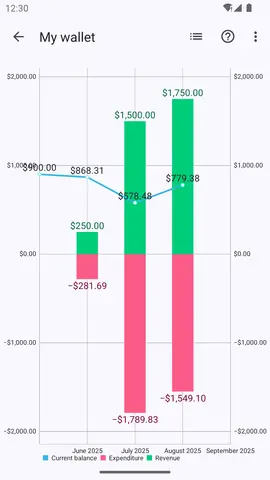 12:30
My wallet
$2,000.00
$2,000.00
$1,750.00
$1,500.00
$1,000.00
$1,000.00
$900.00
$868.31
$779.38
$578.48
$250.00
$0.00
$0.00
−$281.69
−$1,000.00
−$1,000.00
−$1,549.10
−$1,789.83
−$2,000.00
−$2,000.00
June 2025
July 2025
August 2025
September 2025
Current balance
Expenditure
Revenue